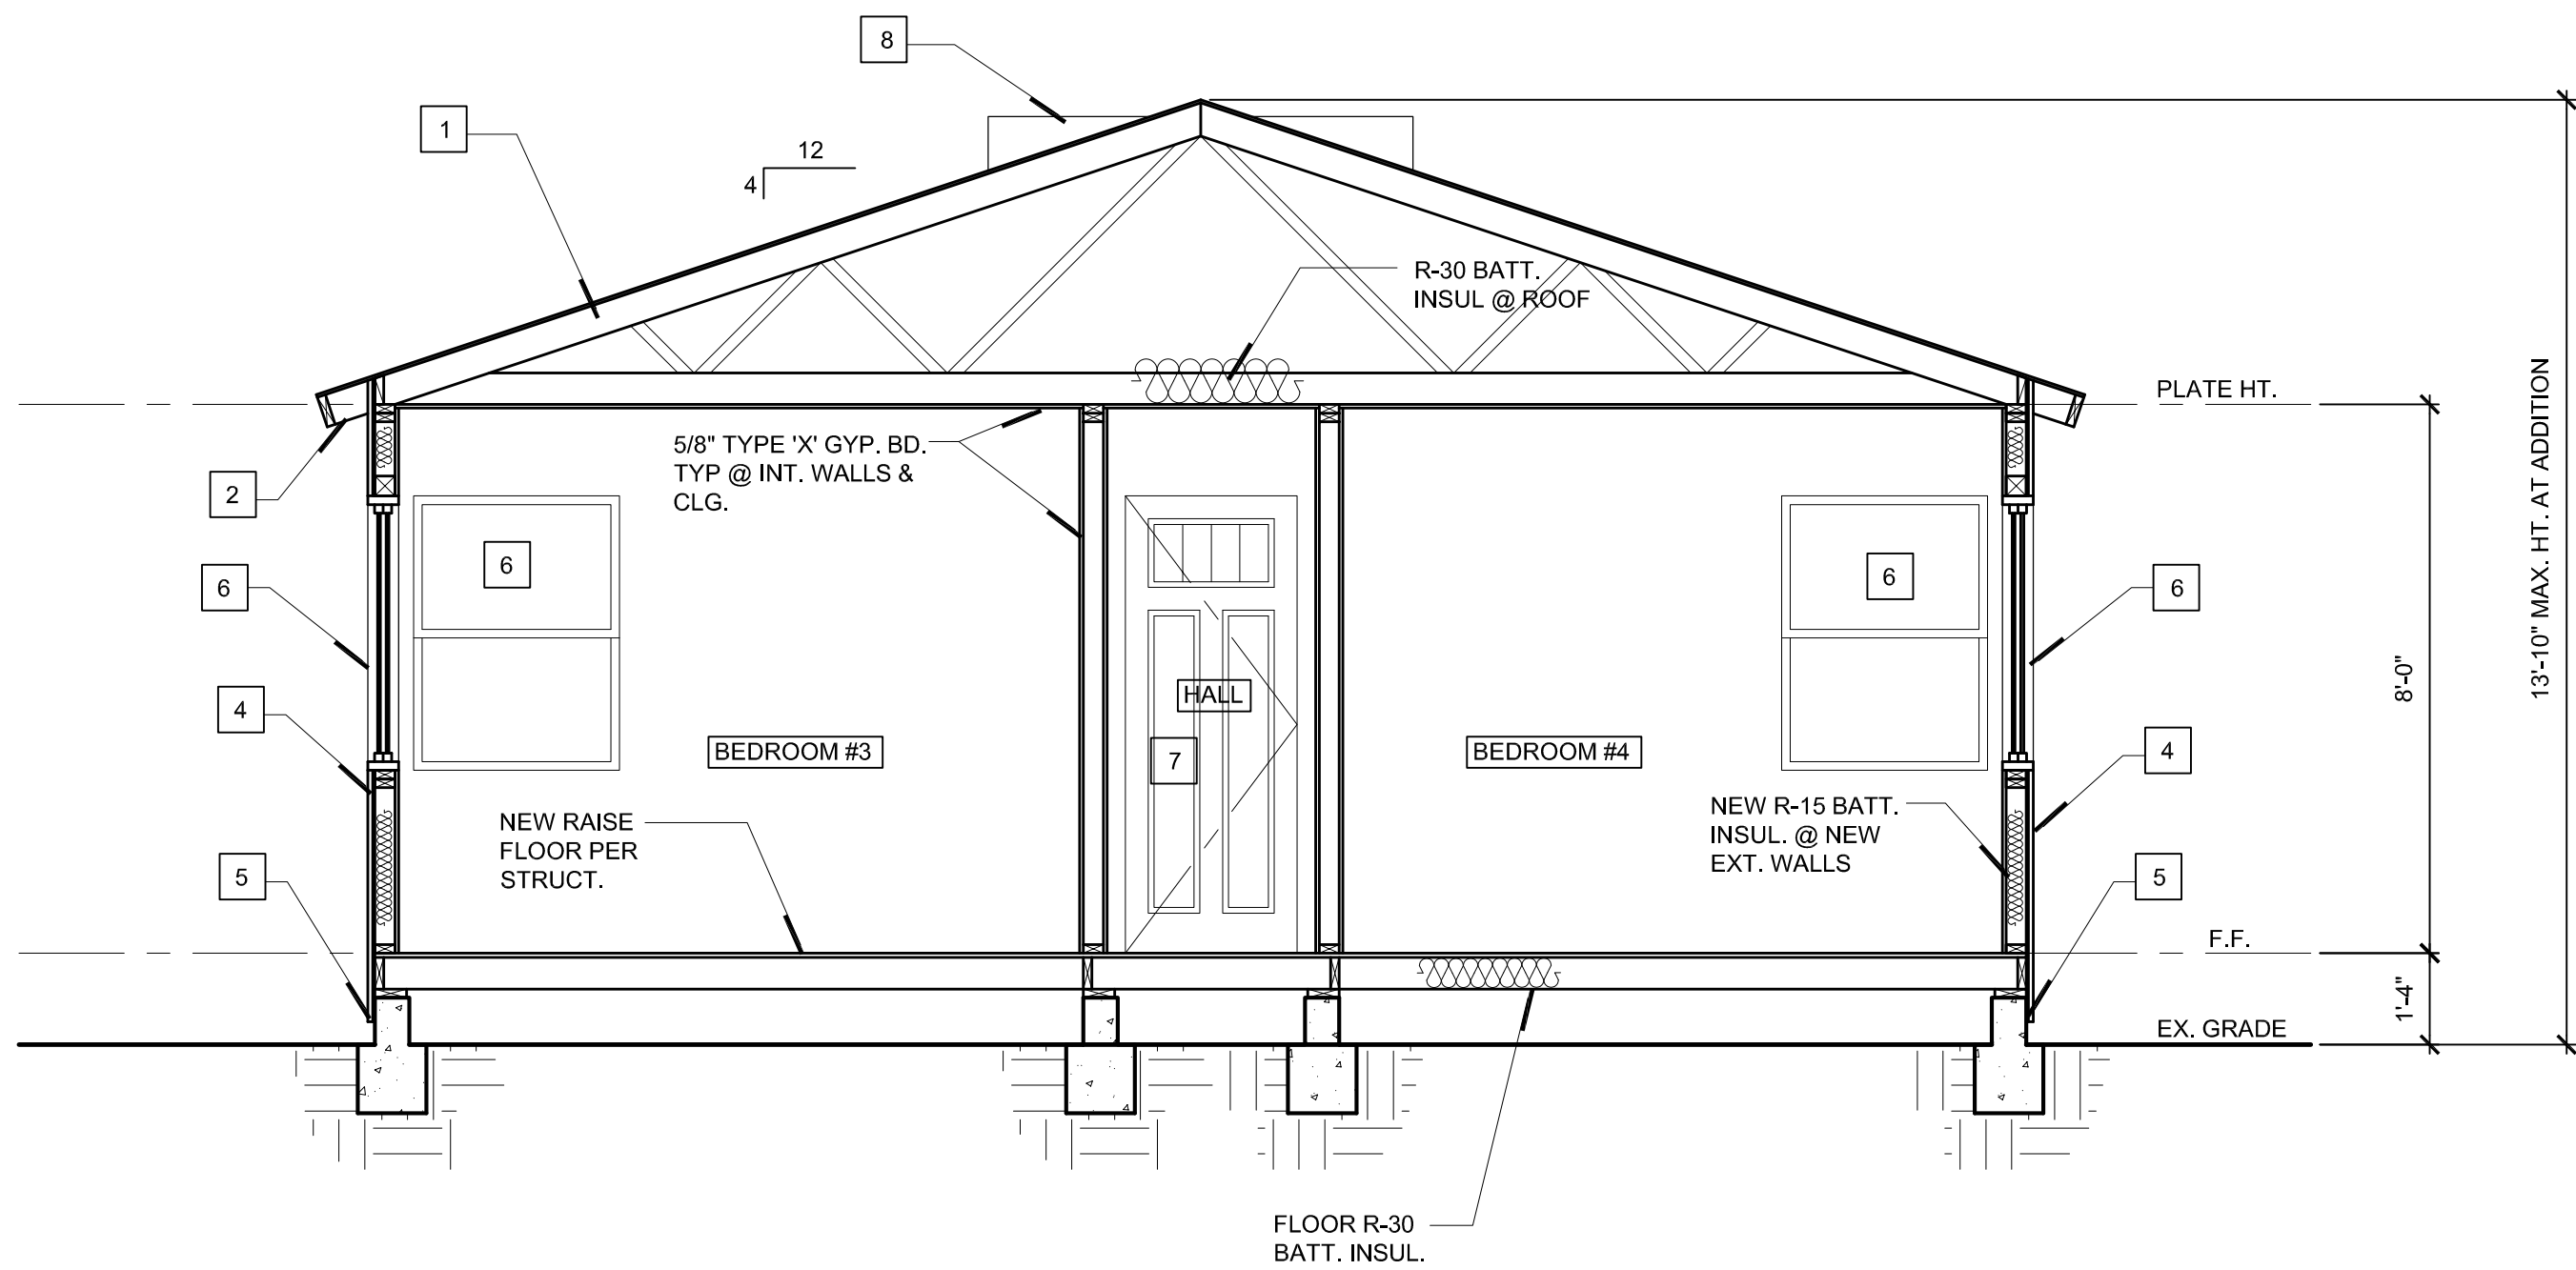 8
1
12
4
R-30 BATT.
INSUL @ ROOF
PLATE HT.
13'-10" MAX. HT. AT ADDITION
5/8" TYPE 'X' GYP. BD.
TYP @ INT. WALLS &
CLG.
2
6
6
6
6
8'-0"
HALL
4
BEDROOM #3
7
BEDROOM #4
4
NEW RAISE
FLOOR PER
STRUCT.
NEW R-15 BATT.
INSUL. @ NEW
EXT. WALLS
5
5
F.F.
1'-4"
EX. GRADE
FLOOR R-30
BATT. INSUL.